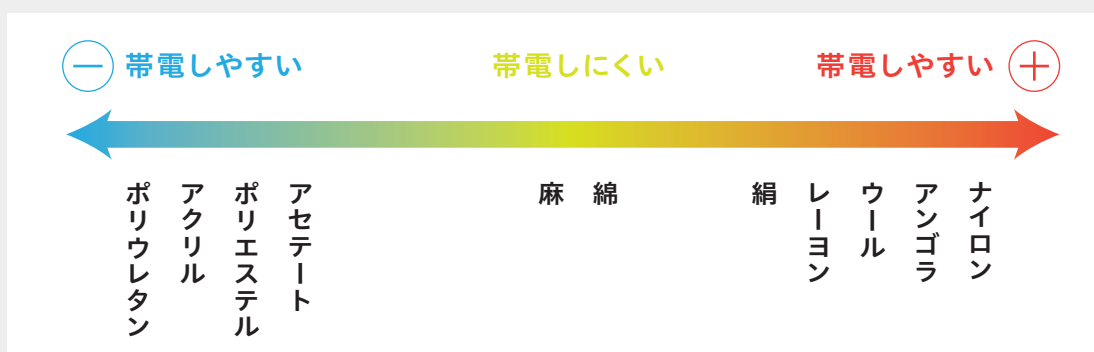 − 帯電しやすい
帯電しにくい
帯電しやすい +
ポリウレタン
アクリル
ポリエステル
アセテート
麻
綿
絹
レーヨン
ウール
アンゴラ
ナイロン